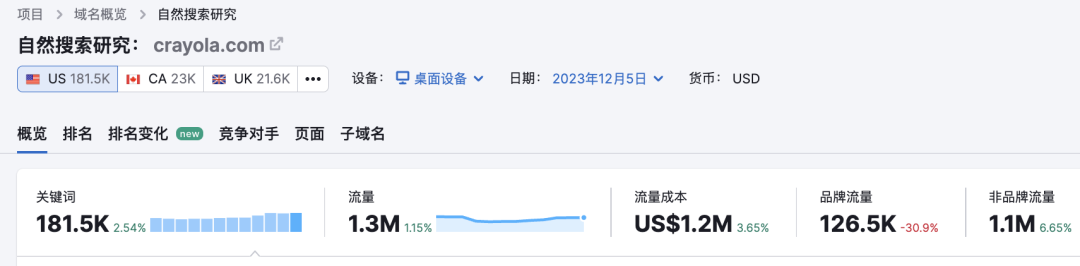 项目 > 域名概览 > 自然搜索研究
自然搜索研究： crayola.com
US 181.5K CA 23K UK 21.6K ••• 设备： 桌面设备 日期： 2023年12月5日 货币： USD
概览 排名 排名变化 new 竞争对手 页面 子域名
关键词 流量 流量成本 品牌流量 非品牌流量
181.5K 2.54% 1.3M 1.15% US$1.2M 3.65% 126.5K -30.9% 1.1M 6.65%